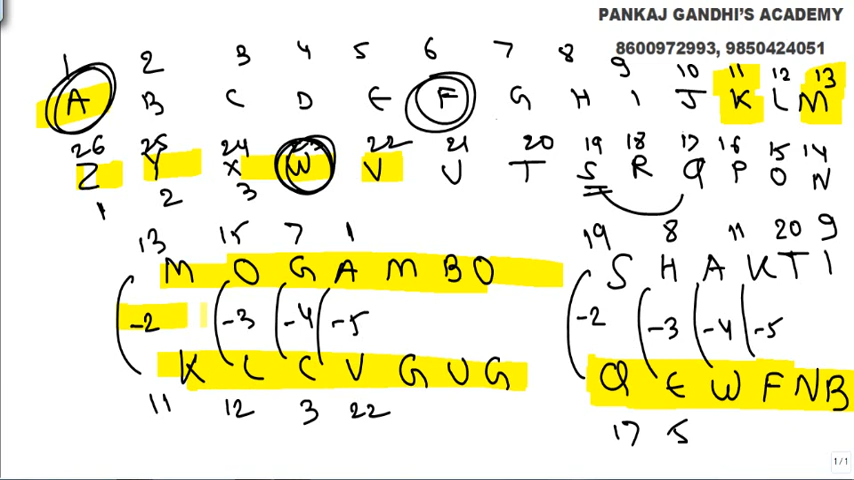 PANKAJ GANDHI'S ACADEMY
8600972993, 9850424051
1 2 3 4 5 6 7 8 9 10 11 12 13
A B C D E F G H I J K L M
26 25 24 23 22 21 20 19 18 17 16 15 14
Z Y X W V U T S R Q P O N
1 2 3
13 15 7 1 19 8 11 20 9
M O G A M B O S H A K T I
-2 -3 -4 -5 -2 -3 -4 -5
K L C V G U G Q E W F N B
11 12 3 22 17 5
1/1